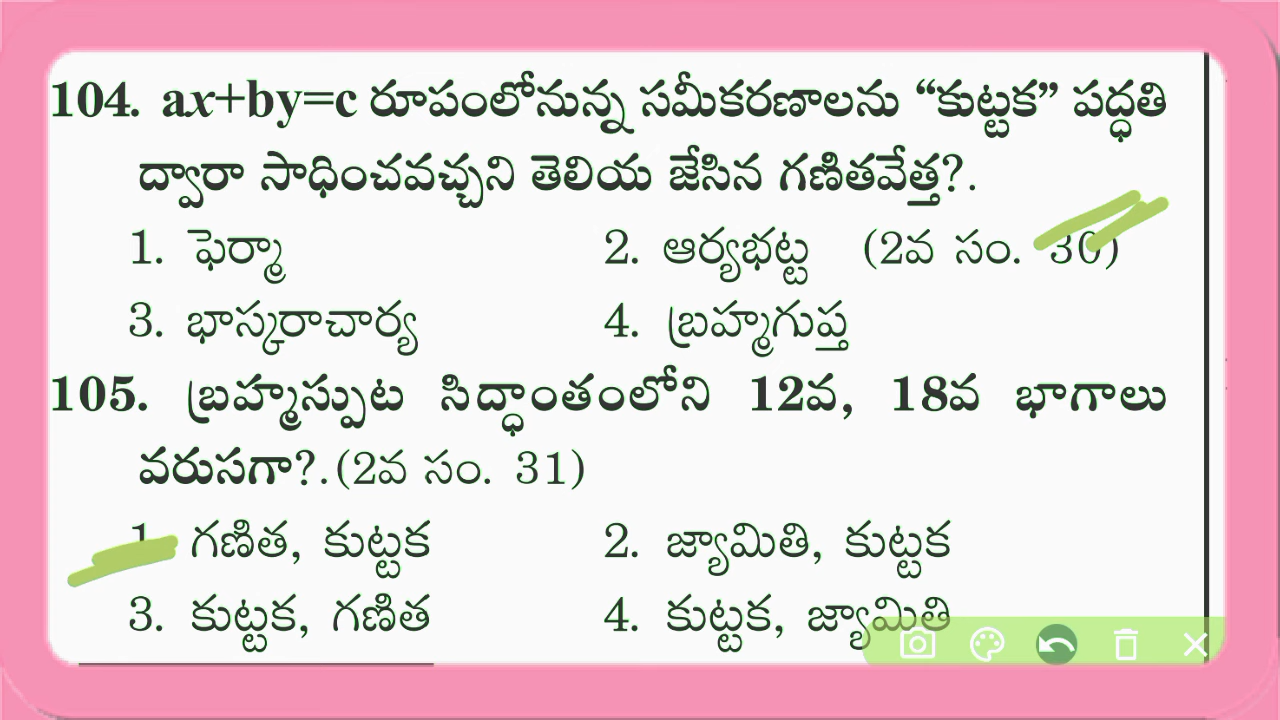 104. ax+by=c రూపంలోనున్న సమీకరణాలను “కుట్టక” పద్ధతి
ద్వారా సాధించవచ్చని తెలియ జేసిన గణితవేత్త?.
1. ఫెర్మా 2. ఆర్యభట్ట (2వ సం. 30)
3. భాస్కరాచార్య 4. బ్రహ్మగుప్త
105. బ్రహ్మస్పుట సిద్ధాంతంలోని 12వ, 18వ భాగాలు
వరుసగా?.(2వ సం. 31)
1. గణిత, కుట్టక 2. జ్యామితి, కుట్టక
3. కుట్టక, గణిత 4. కుట్టక, జ్యామితి